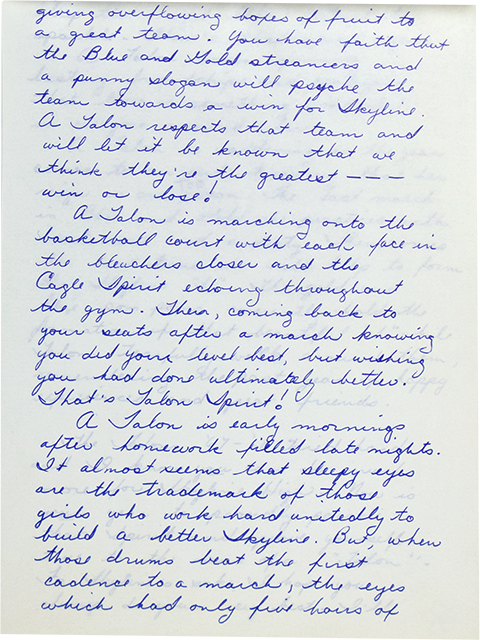 giving overflowing boxes of fruit to
a great team. You have faith that
the Blue and Gold streamers and
a punny slogan will psyche the
team towards a win for Skyline.
A Talon respects that team and
will let it be known that we
think they're the greatest ---
win or lose!
A Talon is marching onto the
basketball court with each face in
the bleachers closer and the
Eagle Spirit echoing throughout
the gym. Then, coming back to
your seats after a march knowing
you did your level best, but wishing
you had done ultimately better.
That's Talon Spirit!
A Talon is early mornings
after homework filled late nights.
It almost seems that sleepy eyes
are the trademark of those
girls who work hard unitedly to
build a better Skyline. But, when
those drums beat the first
cadence to a march, the eyes
which had only five hours of